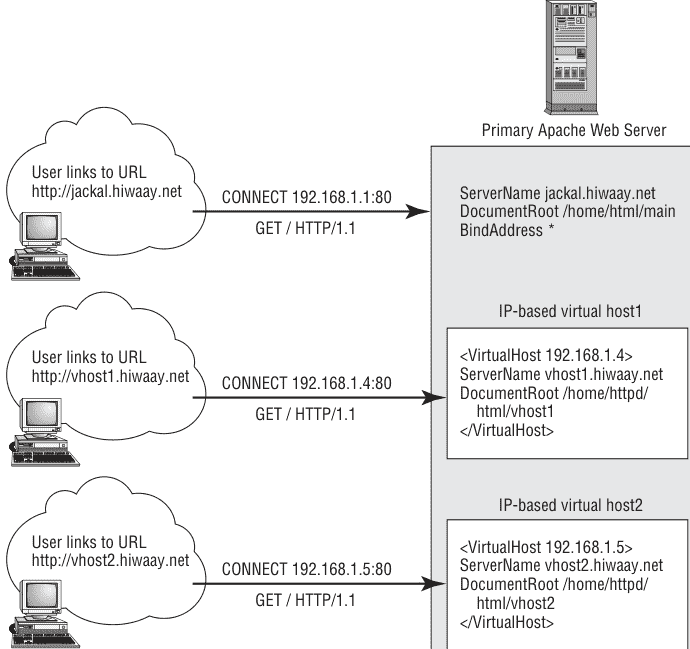 Primary Apache Web Server
User links to URL
http://jackal.hiwaay.net
CONNECT 192.168.1.1:80
GET / HTTP/1.1
ServerName jackal.hiwaay.net
DocumentRoot /home/html/main
BindAddress *
IP-based virtual host1
User links to URL
http://vhost1.hiwaay.net
CONNECT 192.168.1.4:80
GET / HTTP/1.1
<VirtualHost 192.168.1.4>
ServerName vhost1.hiwaay.net
DocumentRoot /home/httpd/
html/vhost1
</VirtualHost>
IP-based virtual host2
User links to URL
http://vhost2.hiwaay.net
CONNECT 192.168.1.5:80
GET / HTTP/1.1
<VirtualHost 192.168.1.5>
ServerName vhost2.hiwaay.net
DocumentRoot /home/httpd/
html/vhost2
</VirtualHost>